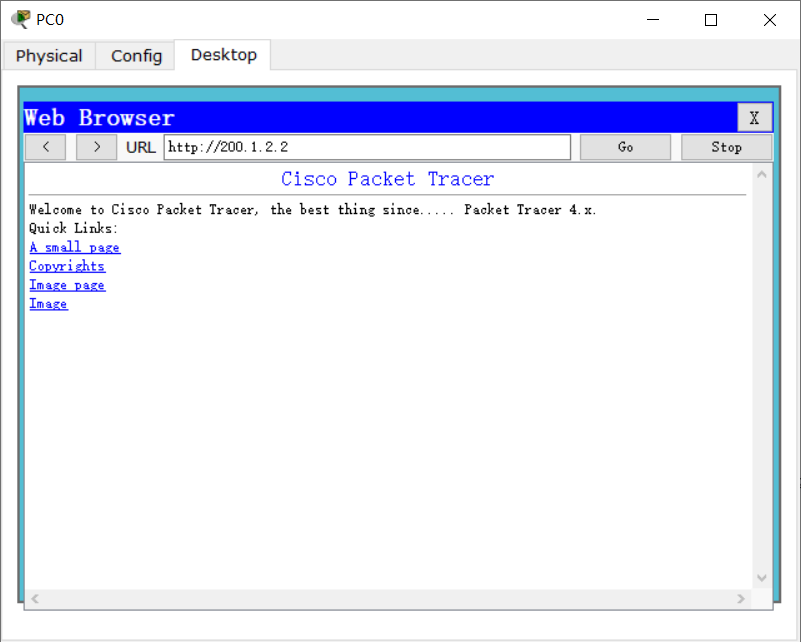 PC0
Physical Config Desktop
Web Browser X
< > URL http://200.1.2.2 Go Stop
Cisco Packet Tracer
Welcome to Cisco Packet Tracer, the best thing since..... Packet Tracer 4.x.
Quick Links:
A small page
Copyrights
Image page
Image